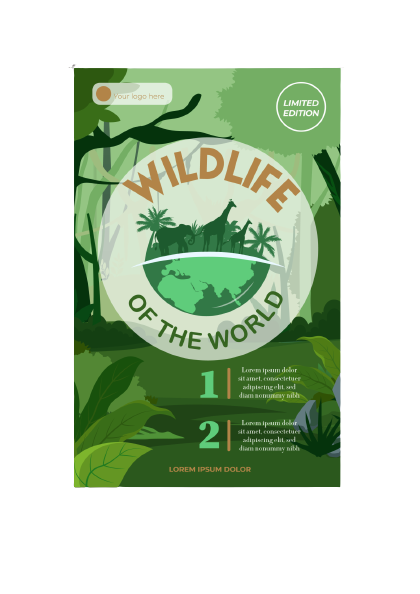 Your logo here
LIMITED
EDITION
WILDLIFE
OF THE WORLD
1
Lorem ipsum dolor
sit amet, consectetuer
adipiscing elit, sed
diam nonummy nibh
2
Lorem ipsum dolor
sit amet, consectetuer
adipiscing elit, sed
diam nonummy nibh
LOREM IPSUM DOLOR